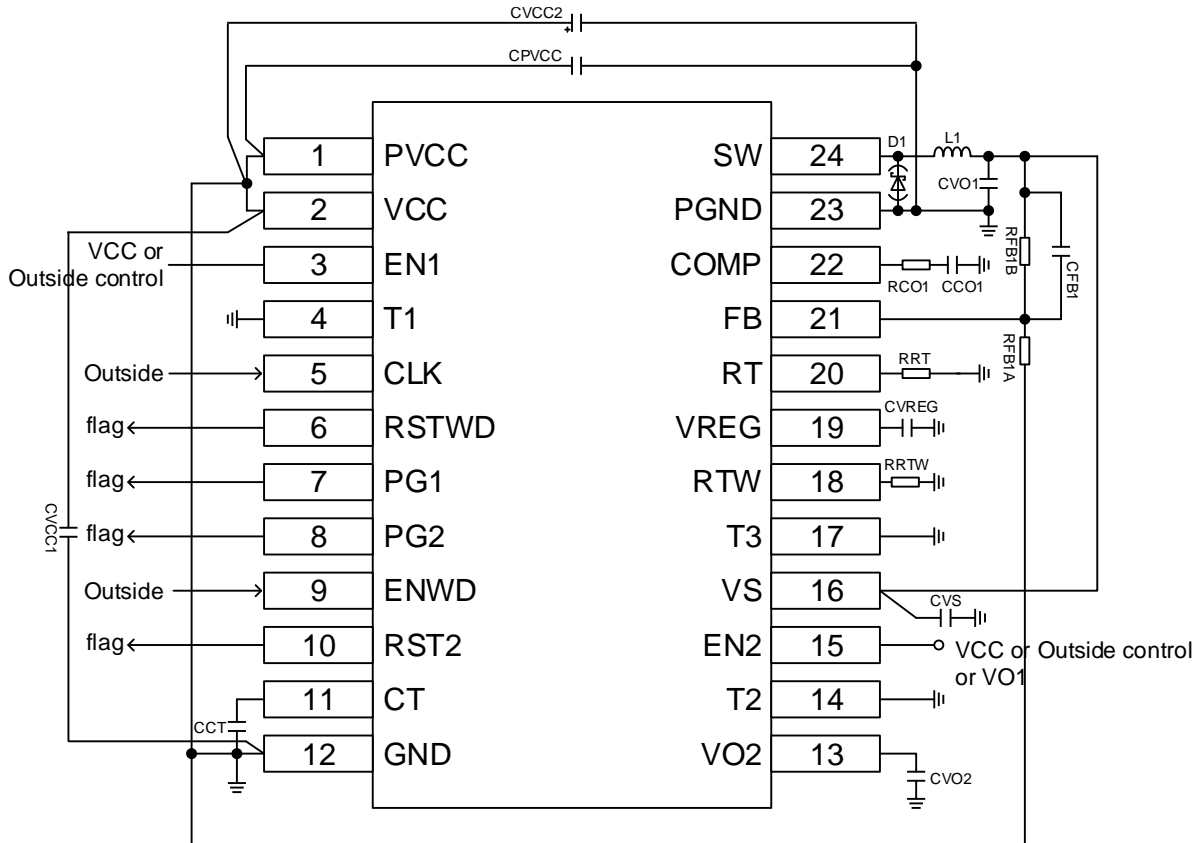 CVCC2
+
CPVCC
1 PVCC
2 VCC
VCC or
Outside control
3 EN1
4 T1
Outside
5 CLK
flag
6 RSTWD
flag
7 PG1
CVCC1
flag
8 PG2
Outside
9 ENWD
flag
10 RST2
11 CT
CCT
12 GND
SW 24
D1
L1
CVO1
PGND 23
RFB1B
CFB1
COMP 22
RCO1
CCO1
FB 21
RFB1A
RT 20
RRT
VREG 19
CVREG
RTW 18
RRTW
T3 17
VS 16
CVS
EN2 15
VCC or Outside control
or VO1
T2 14
VO2 13
CVO2